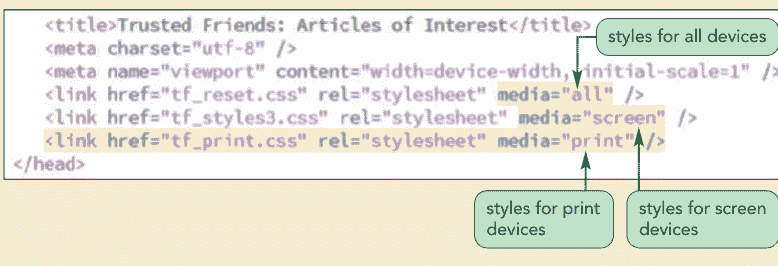 <title>Trusted Friends: Articles of Interest</title>
styles for all devices
<meta charset="utf-8" />
<meta name="viewport" content="width=device-width, initial-scale=1" />
<link href="tf_reset.css" rel="stylesheet" media="all" />
<link href="tf_styles3.css" rel="stylesheet" media="screen" />
<link href="tf_print.css" rel="stylesheet" media="print" />
</head>
styles for print
devices
styles for screen
devices